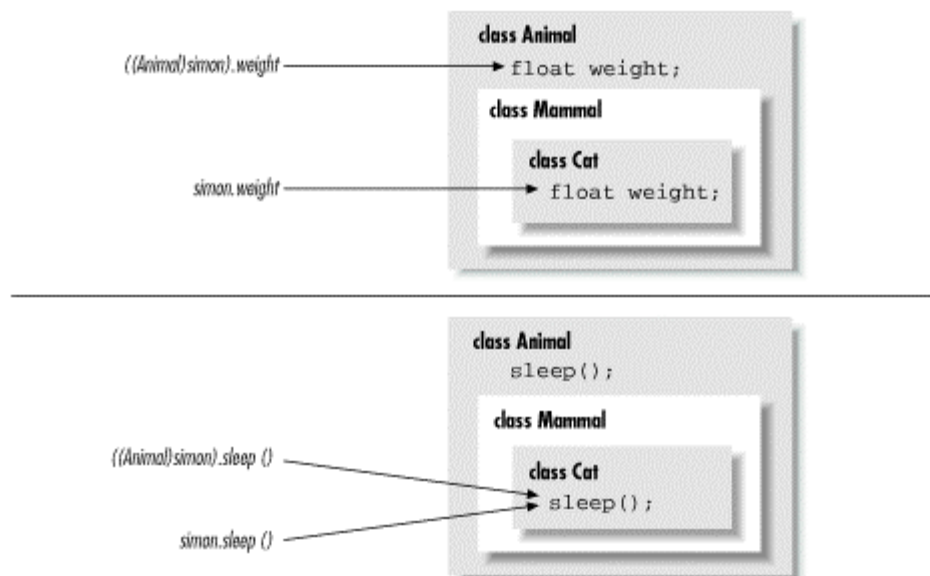 class Animal
((Animal)simon).weight
float weight;
class Mammal
class Cat
simon.weight
float weight;
class Animal
sleep();
class Mammal
((Animal)simon).sleep ()
class Cat
sleep();
simon.sleep ()